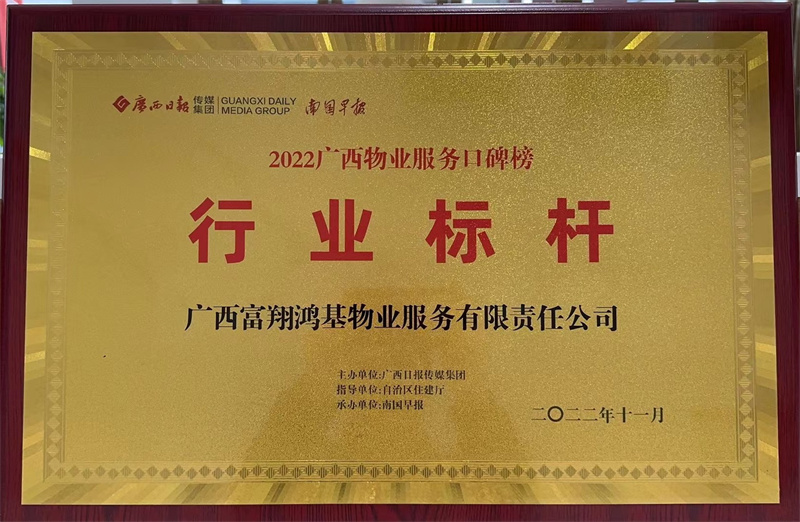 廣西日報 传媒集团 GUANGXI DAILY MEDIA GROUP 南国早报
2022广西物业服务口碑榜
行业标杆
广西富翔鸿基物业服务有限责任公司
主办单位:广西日报传媒集团
指导单位:自治区住建厅
承办单位:南国早报
二〇二二年十一月